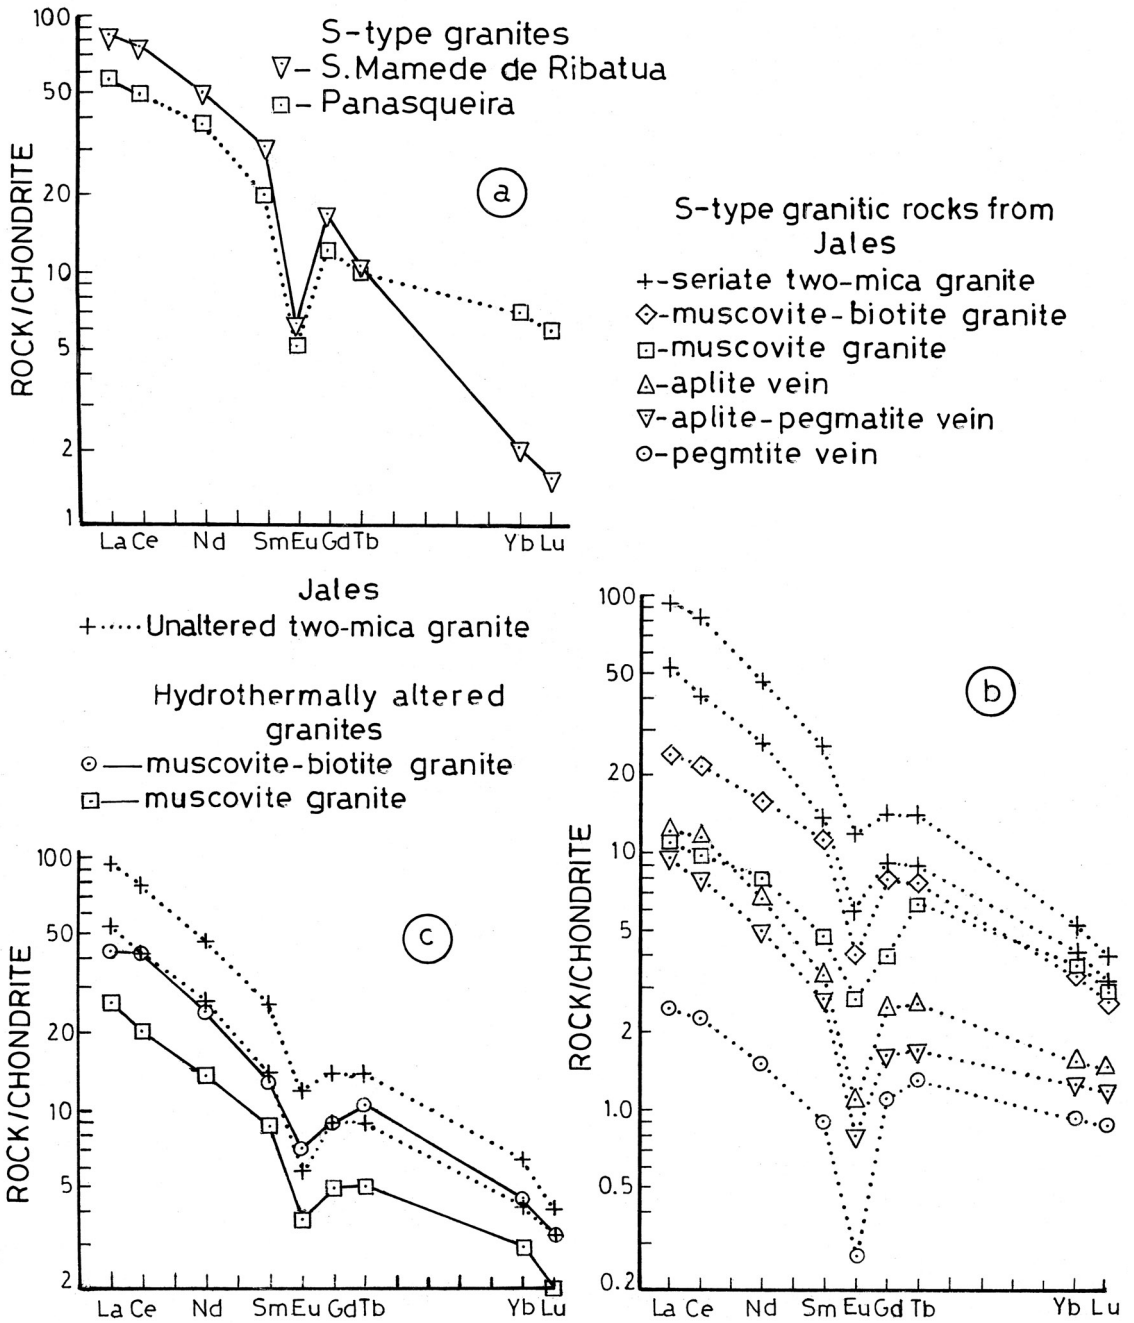 S-type granites
▽– S.Mamede de Ribatua
⊡– Panasqueira
a
ROCK/CHONDRITE
100
50
20
10
5
2
1
La Ce Nd Sm Eu Gd Tb Yb Lu
S-type granitic rocks from
Jales
+-seriate two-mica granite
◇-muscovite-biotite granite
⊡-muscovite granite
△-aplite vein
▽-aplite-pegmatite vein
⊙-pegmtite vein
Jales
+·····Unaltered two-mica granite
Hydrothermally altered
granites
⊙—muscovite-biotite granite
⊡—muscovite granite
c
ROCK/CHONDRITE
100
50
20
10
5
2
La Ce Nd Sm Eu Gd Tb Yb Lu
b
ROCK/CHONDRITE
100
50
20
10
5
2
1.0
0.5
0.2
La Ce Nd Sm Eu Gd Tb Yb Lu